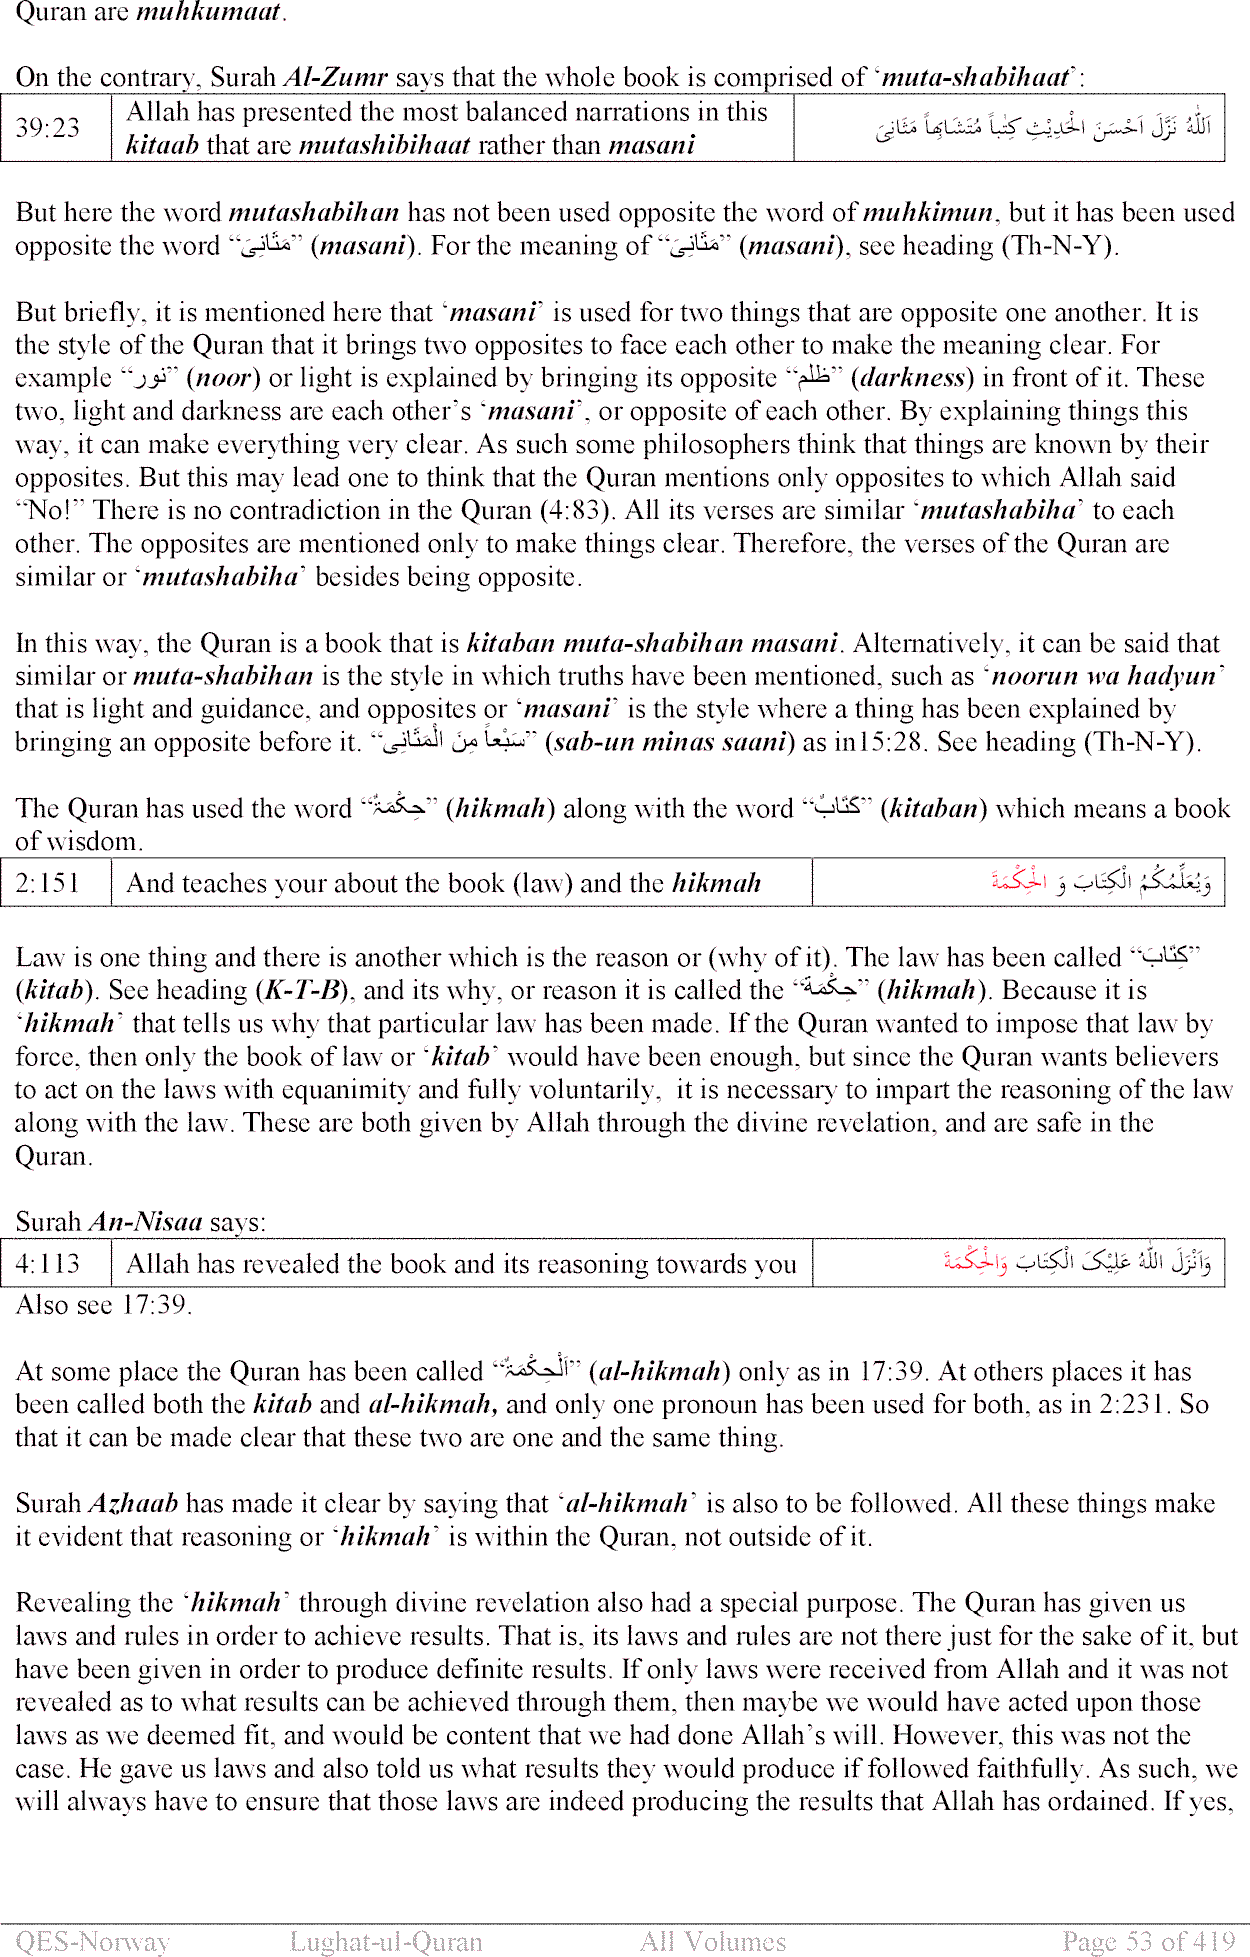 Quran are muhkumaat.
On the contrary, Surah Al-Zumr says that the whole book is comprised of ‘muta-shabihaat’:
39:23 Allah has presented the most balanced narrations in this kitaab that are mutashibihaat rather than masani اَللّٰهُ نَزَّلَ اَحْسَنَ الْحَدِيْثِ كِتٰباً مُتَشَابِهاً مَثَانِىَ
But here the word mutashabihan has not been used opposite the word of muhkimun, but it has been used
opposite the word “مَثَانِىَ” (masani). For the meaning of “مَثَانِىَ” (masani), see heading (Th-N-Y).
But briefly, it is mentioned here that ‘masani’ is used for two things that are opposite one another. It is
the style of the Quran that it brings two opposites to face each other to make the meaning clear. For
example “نور” (noor) or light is explained by bringing its opposite “ظلم” (darkness) in front of it. These
two, light and darkness are each other’s ‘masani’, or opposite of each other. By explaining things this
way, it can make everything very clear. As such some philosophers think that things are known by their
opposites. But this may lead one to think that the Quran mentions only opposites to which Allah said
“No!” There is no contradiction in the Quran (4:83). All its verses are similar ‘mutashabiha’ to each
other. The opposites are mentioned only to make things clear. Therefore, the verses of the Quran are
similar or ‘mutashabiha’ besides being opposite.
In this way, the Quran is a book that is kitaban muta-shabihan masani. Alternatively, it can be said that
similar or muta-shabihan is the style in which truths have been mentioned, such as ‘noorun wa hadyun’
that is light and guidance, and opposites or ‘masani’ is the style where a thing has been explained by
bringing an opposite before it. “سَبْعاً مِنَ الْمَثَانِى” (sab-un minas saani) as in15:28. See heading (Th-N-Y).
The Quran has used the word “حِكْمَۃٌ” (hikmah) along with the word “كَتَّابٌ” (kitaban) which means a book
of wisdom.
2:151 And teaches your about the book (law) and the hikmah وَيُعَلِّمُكُمُ الْكِتَابَ وَ الْحِكْمَةَ
Law is one thing and there is another which is the reason or (why of it). The law has been called “كِتَّابَ”
(kitab). See heading (K-T-B), and its why, or reason it is called the “حِكْمَةَ” (hikmah). Because it is
‘hikmah’ that tells us why that particular law has been made. If the Quran wanted to impose that law by
force, then only the book of law or ‘kitab’ would have been enough, but since the Quran wants believers
to act on the laws with equanimity and fully voluntarily, it is necessary to impart the reasoning of the law
along with the law. These are both given by Allah through the divine revelation, and are safe in the
Quran.
Surah An-Nisaa says:
4:113 Allah has revealed the book and its reasoning towards you وَاَنْزَلَ اللّٰهُ عَلِيْکَ الْكِتَابَ وَالْحِكْمَةَ
Also see 17:39.
At some place the Quran has been called “اَلْحِكْمَۃٌ” (al-hikmah) only as in 17:39. At others places it has
been called both the kitab and al-hikmah, and only one pronoun has been used for both, as in 2:231. So
that it can be made clear that these two are one and the same thing.
Surah Azhaab has made it clear by saying that ‘al-hikmah’ is also to be followed. All these things make
it evident that reasoning or ‘hikmah’ is within the Quran, not outside of it.
Revealing the ‘hikmah’ through divine revelation also had a special purpose. The Quran has given us
laws and rules in order to achieve results. That is, its laws and rules are not there just for the sake of it, but
have been given in order to produce definite results. If only laws were received from Allah and it was not
revealed as to what results can be achieved through them, then maybe we would have acted upon those
laws as we deemed fit, and would be content that we had done Allah’s will. However, this was not the
case. He gave us laws and also told us what results they would produce if followed faithfully. As such, we
will always have to ensure that those laws are indeed producing the results that Allah has ordained. If yes,
QES-Norway Lughat-ul-Quran All Volumes Page 53 of 419